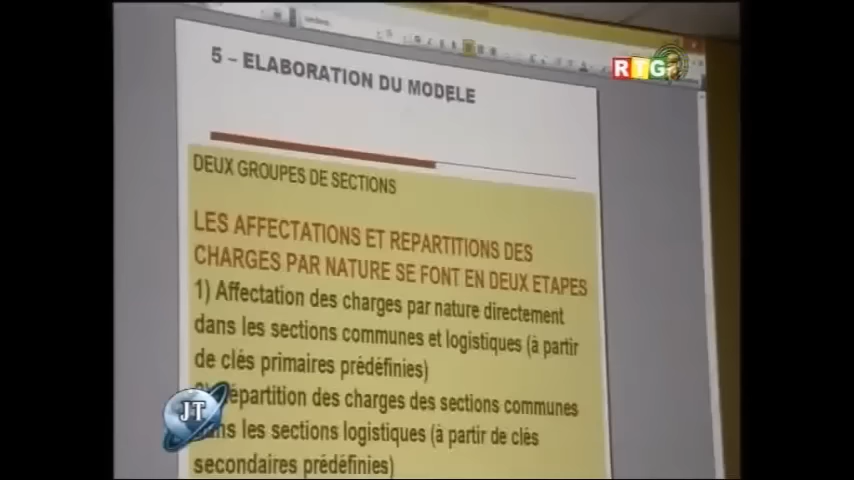 RTG
5 – ELABORATION DU MODELE
DEUX GROUPES DE SECTIONS
LES AFFECTATIONS ET REPARTITIONS DES
CHARGES PAR NATURE SE FONT EN DEUX ETAPES
1) Affectation des charges par nature directement
dans les sections communes et logistiques (à partir
de clés primaires prédéfinies)
épartition des charges des sections communes
JT
ns les sections logistiques (à partir de clés
secondaires prédéfinies)